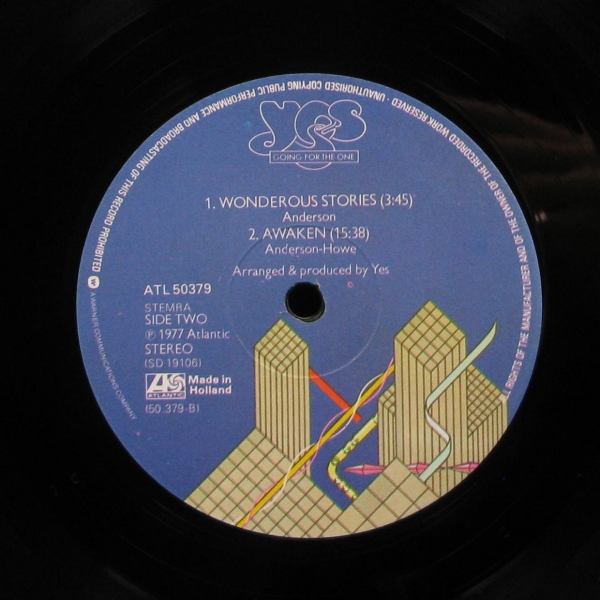 UNAUTHORISED COPYING PUBLIC PERFORMANCE AND BROADCASTING OF THIS RECORD PROHIBITED
ALL RIGHTS OF THE MANUFACTURER AND OF THE OWNER OF THE RECORDED WORK RESERVED -
yes
GOING FOR THE ONE
1. WONDEROUS STORIES (3:45)
Anderson
2. AWAKEN (15:38)
Anderson-Howe
Arranged & produced by Yes
ATL 50379
STEMRA
SIDE TWO
℗ 1977 Atlantic
STEREO
(SD 19106)
ATLANTIC
Made in
Holland
(50.379-B)
A WARNER COMMUNICATIONS COMPANY